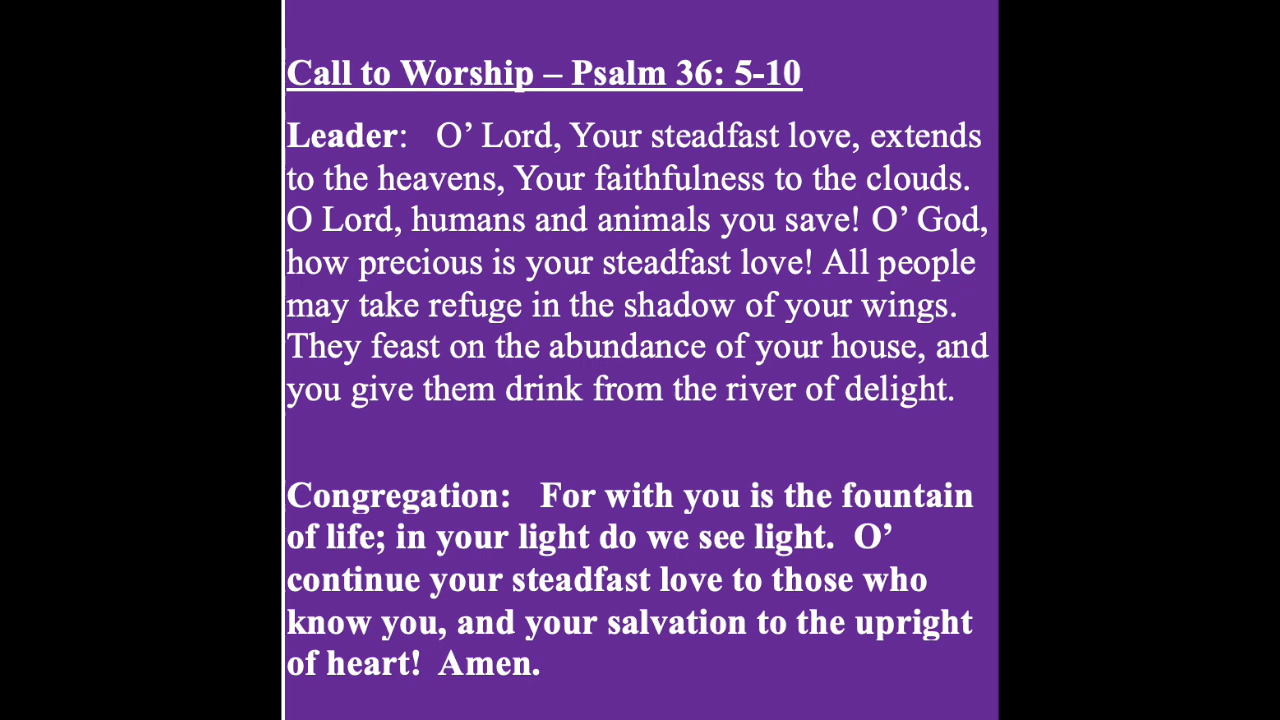 Call to Worship – Psalm 36: 5-10
Leader:   O’ Lord, Your steadfast love, extends
to the heavens, Your faithfulness to the clouds.
O Lord, humans and animals you save! O’ God,
how precious is your steadfast love! All people
may take refuge in the shadow of your wings.
They feast on the abundance of your house, and
you give them drink from the river of delight.
Congregation:   For with you is the fountain
of life; in your light do we see light.  O’
continue your steadfast love to those who
know you, and your salvation to the upright
of heart!  Amen.